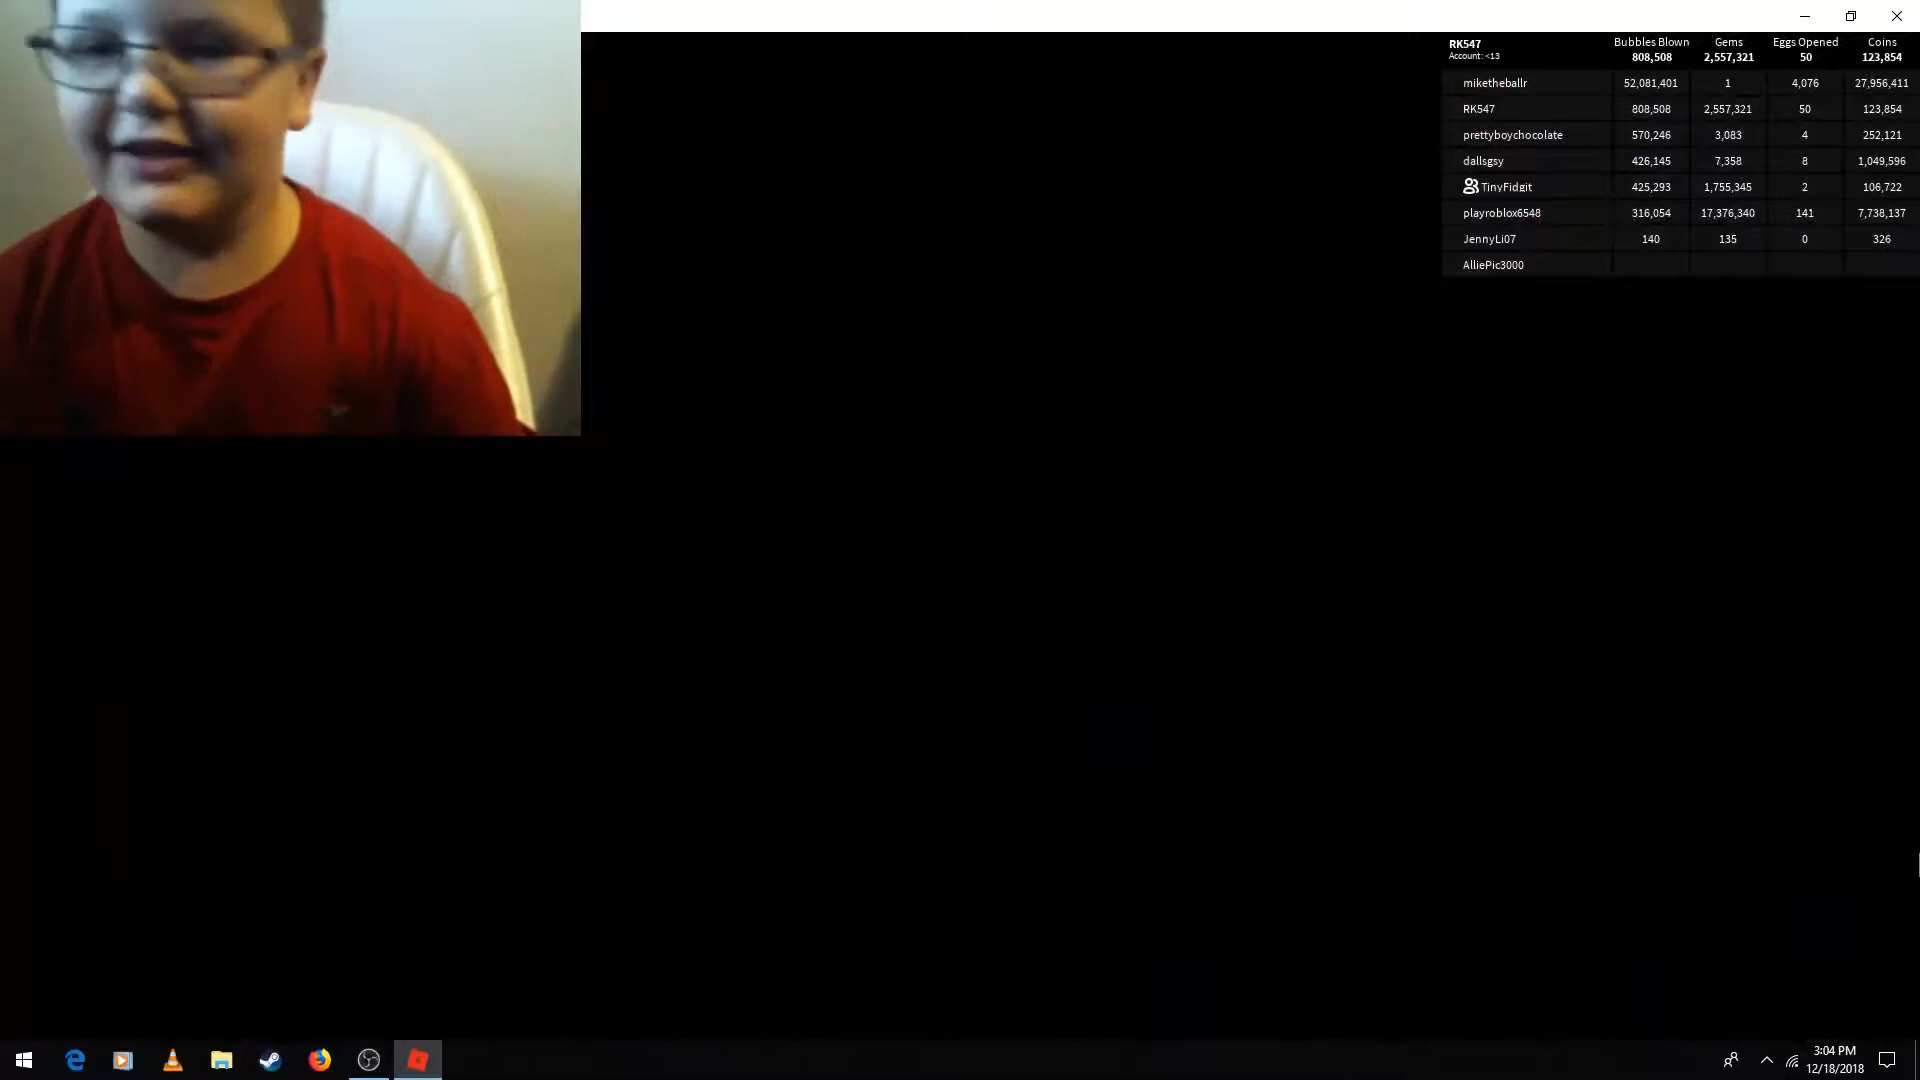 RK547 Bubbles Blown Gems Eggs Opened Coins
Account: <13 808,508 2,557,321 50 123,854
miketheballr 52,081,401 1 4,076 27,956,411
RK547 808,508 2,557,321 50 123,854
prettyboychocolate 570,246 3,083 4 252,121
dallsgsy 426,145 7,358 8 1,049,596
TinyFidgit 425,293 1,755,345 2 106,722
playroblox6548 316,054 17,376,340 141 7,738,137
JennyLi07 140 135 0 326
AlliePic3000
3:04 PM
12/18/2018